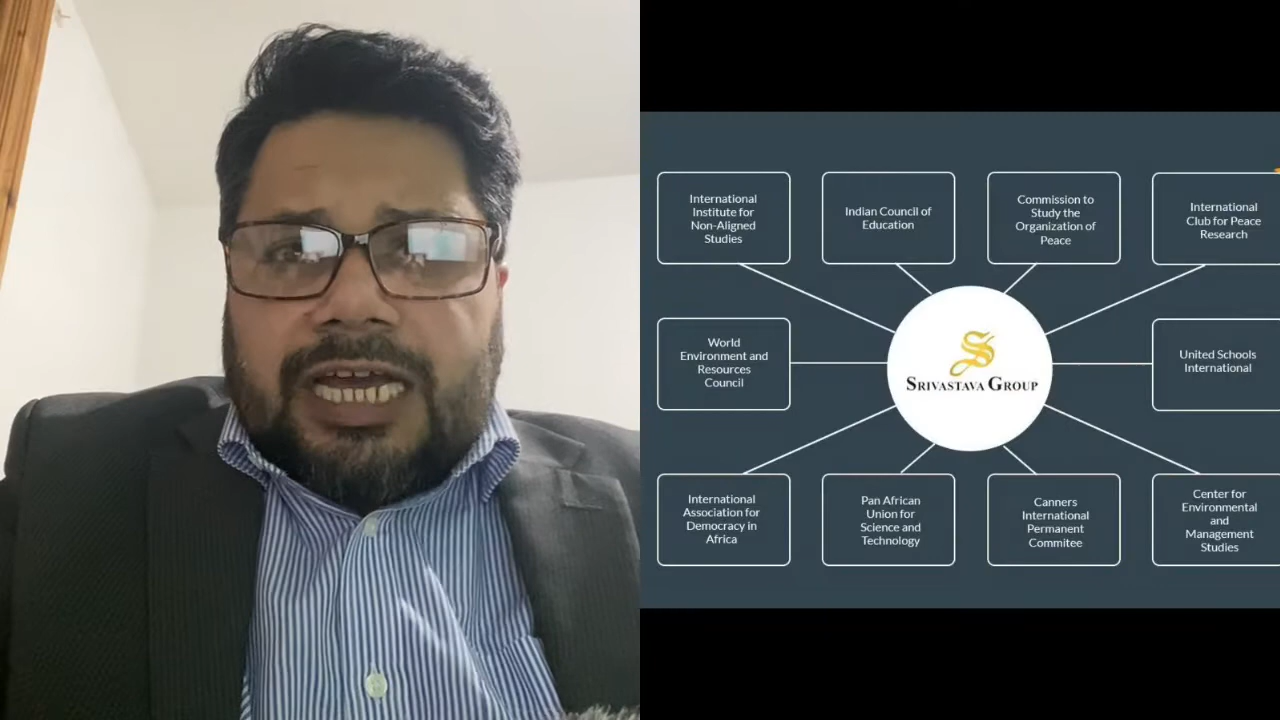 International
Institute for
Non-Aligned
Studies
Indian Council of
Education
Commission to
Study the
Organization of
Peace
International
Club for Peace
Research
World
Environment and
Resources
Council
SRIVASTAVA GROUP
United Schools
International
International
Association for
Democracy in
Africa
Pan African
Union for
Science and
Technology
Canners
International
Permanent
Commitee
Center for
Environmental
and
Management
Studies